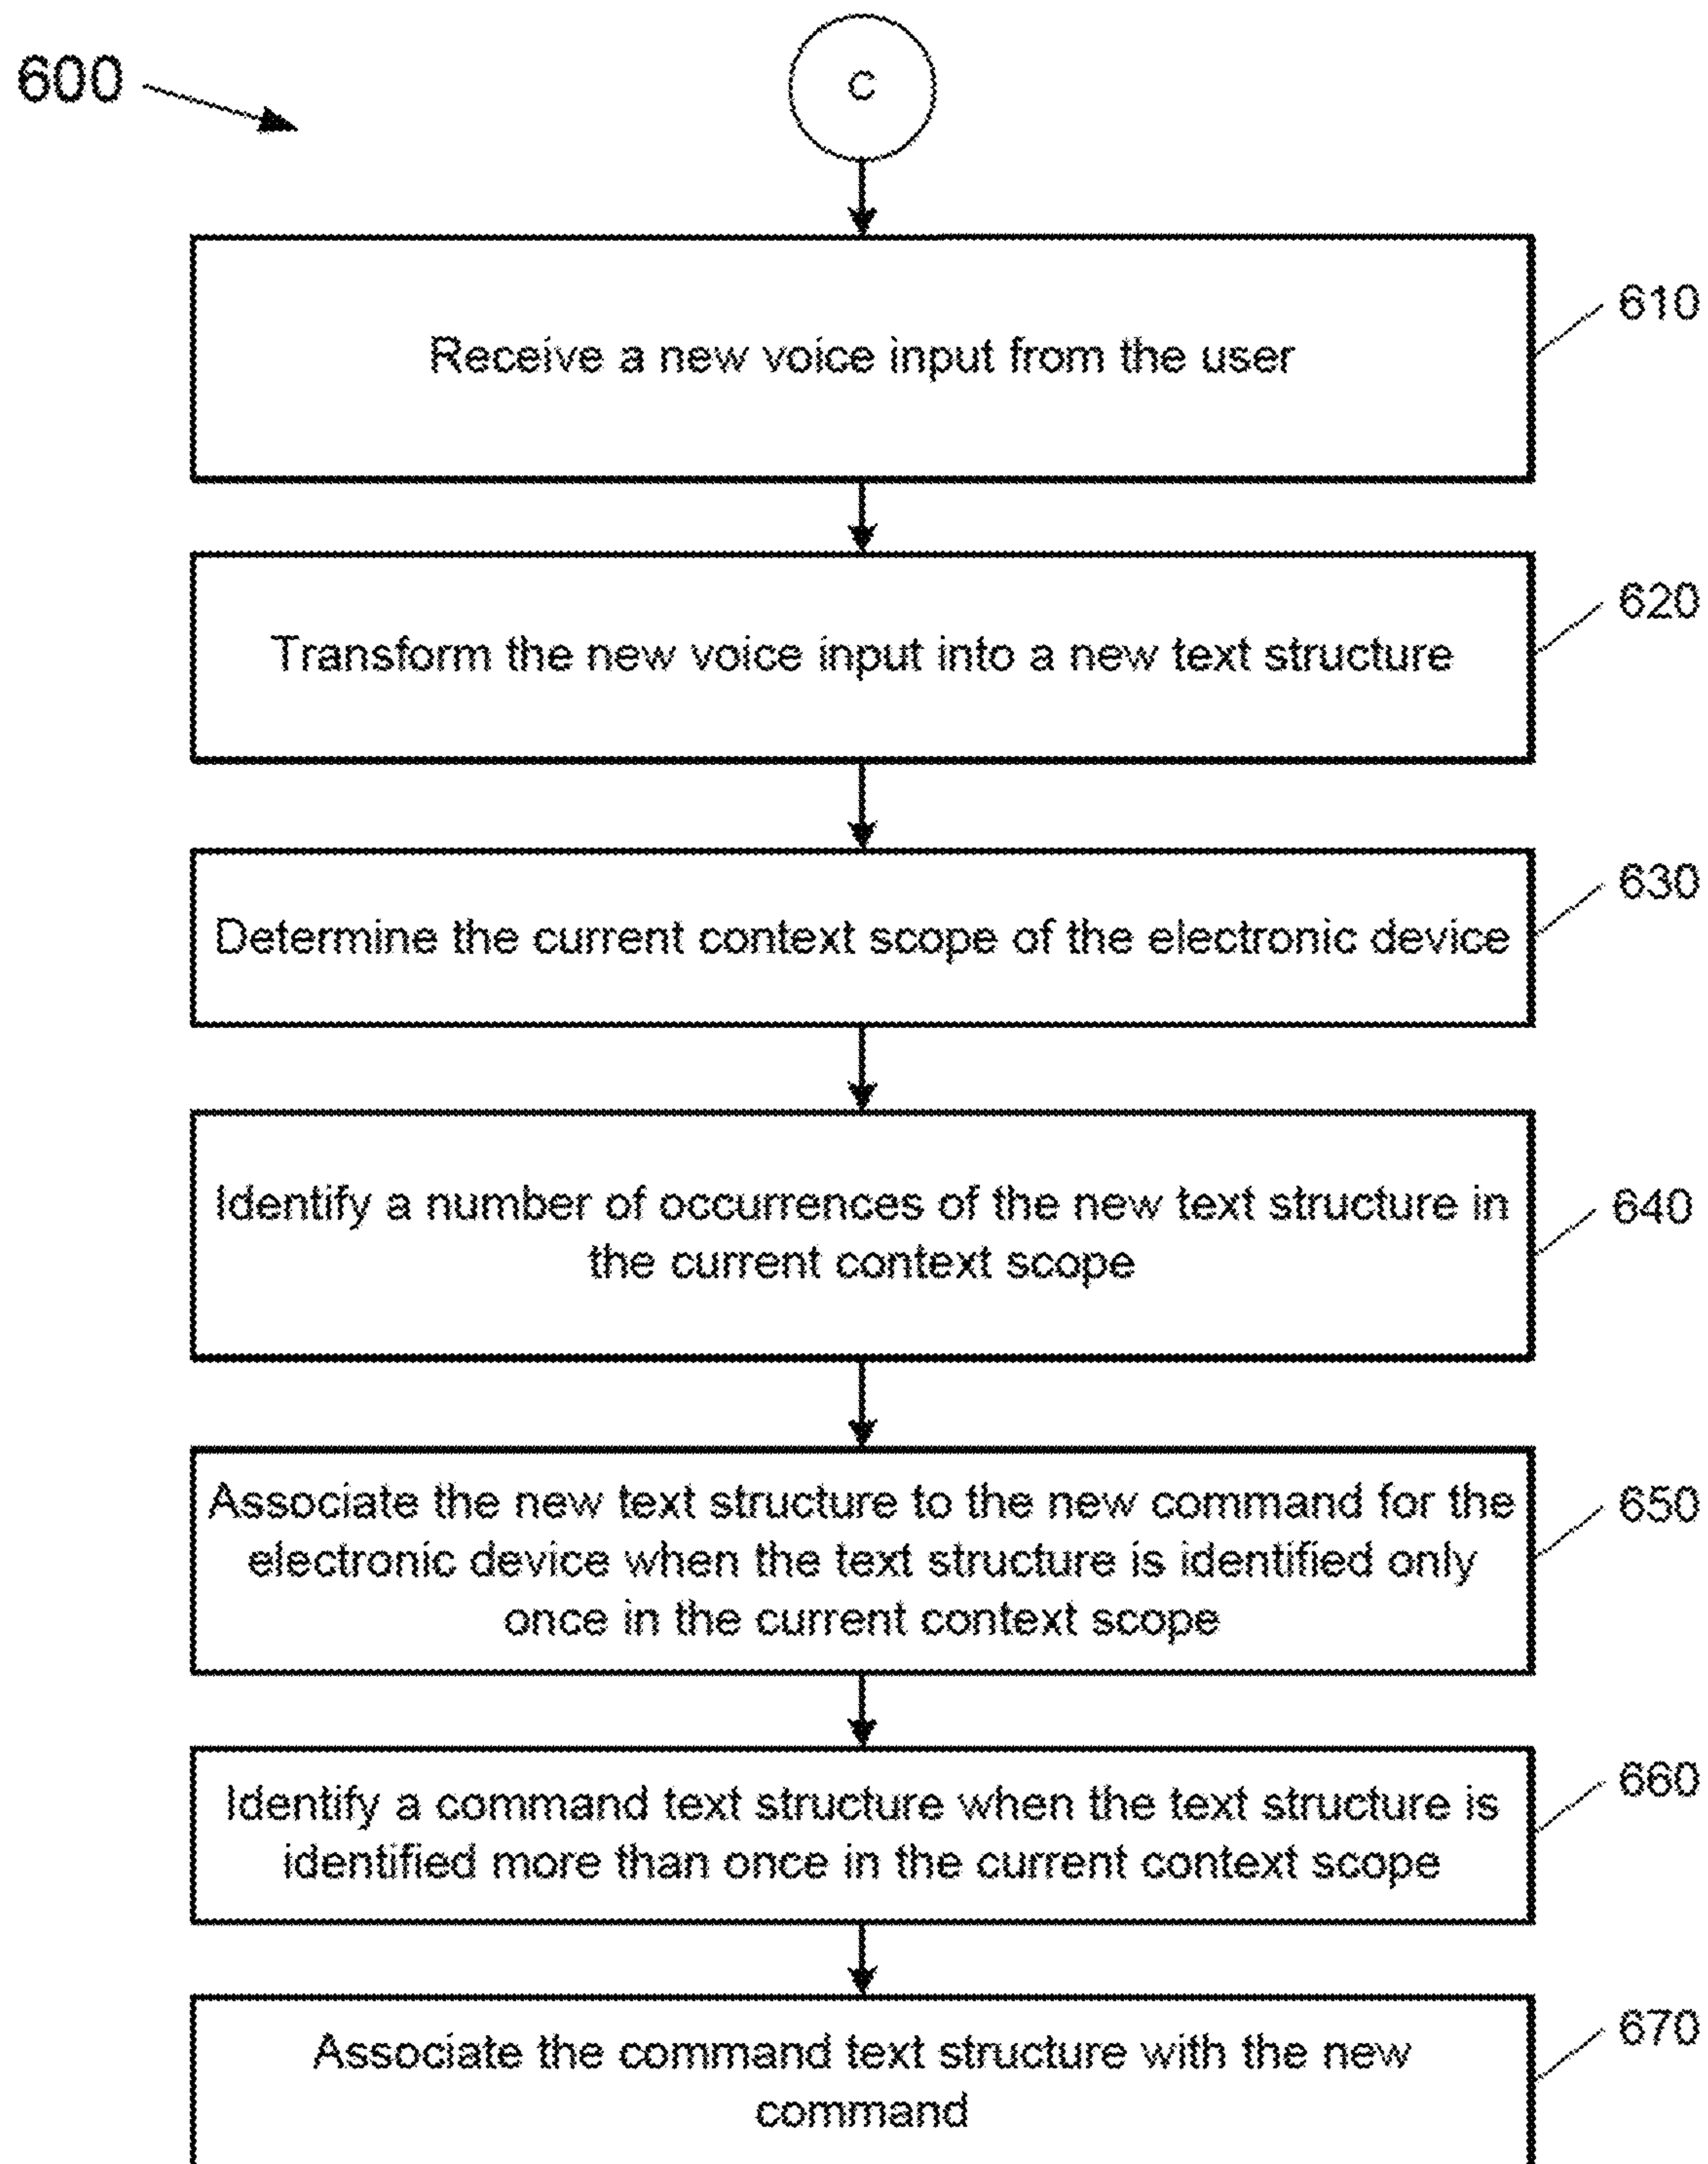 600
C
Receive a new voice input from the user
610
Transform the new voice input into a new text structure
620
Determine the current context scope of the electronic device
630
Identify a number of occurrences of the new text structure in
the current context scope
640
Associate the new text structure to the new command for the
electronic device when the text structure is identified only
once in the current context scope
650
Identify a command text structure when the text structure is
identified more than once in the current context scope
660
Associate the command text structure with the new
command
670